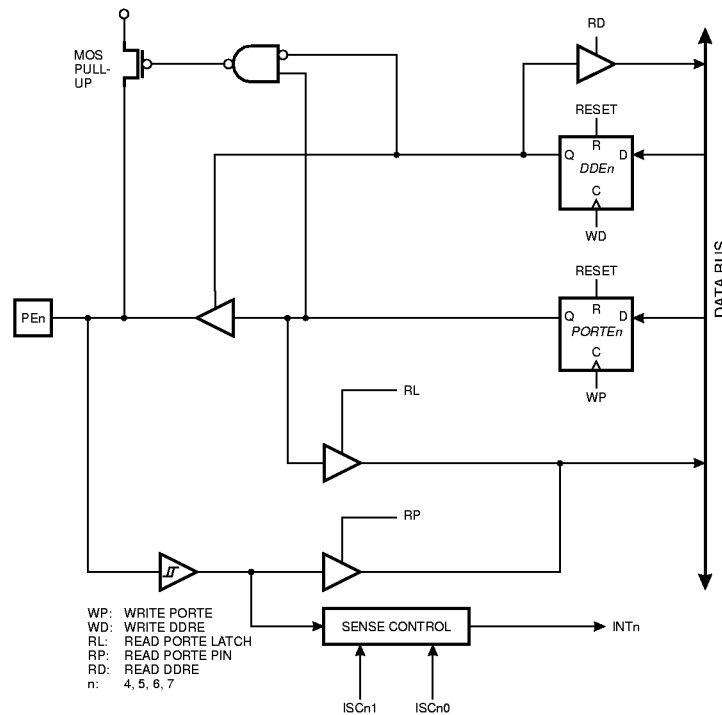 RD
MOS
PULL-
UP
RESET
R
Q
D
DDEn
C
WD
DATA BUS
RESET
PEn
R
Q
D
PORTEn
C
WP
RL
RP
WP: WRITE PORTE
WD: WRITE DDRE
RL: READ PORTE LATCH
RP: READ PORTE PIN
RD: READ DDRE
n: 4, 5, 6, 7
SENSE CONTROL
INTn
ISCn1
ISCn0